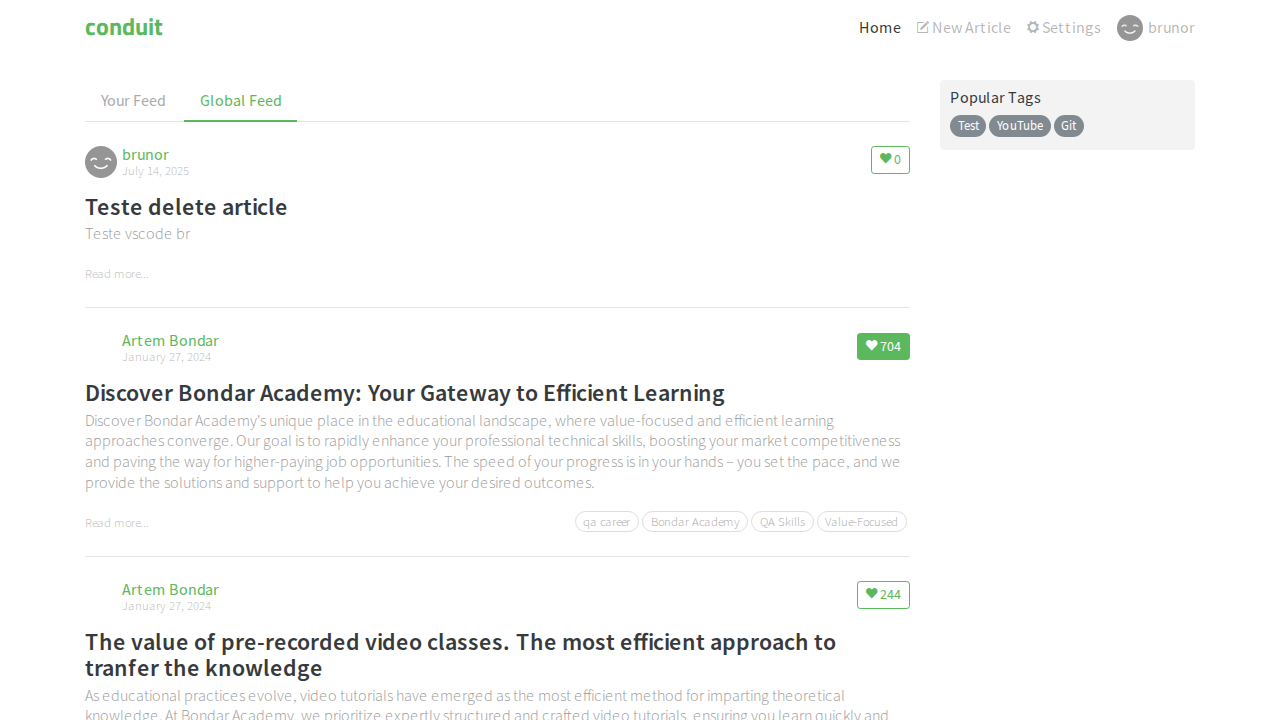 conduit
Home
New Article
Settings
brunor
Your Feed
Global Feed
Popular Tags
Test
YouTube
Git
brunor
July 14, 2025
0
Teste delete article
Teste vscode br
Read more...
Artem Bondar
January 27, 2024
704
Discover Bondar Academy: Your Gateway to Efficient Learning
Discover Bondar Academy's unique place in the educational landscape, where value-focused and efficient learning
approaches converge. Our goal is to rapidly enhance your professional technical skills, boosting your market competitiveness
and paving the way for higher-paying job opportunities. The speed of your progress is in your hands – you set the pace, and we
provide the solutions and support to help you achieve your desired outcomes.
Read more...
qa career
Bondar Academy
QA Skills
Value-Focused
Artem Bondar
January 27, 2024
244
The value of pre-recorded video classes. The most efficient approach to
tranfer the knowledge
As educational practices evolve, video tutorials have emerged as the most efficient method for imparting theoretical
knowledge. At Bondar Academy, we prioritize expertly structured and crafted video tutorials, ensuring you learn quickly and